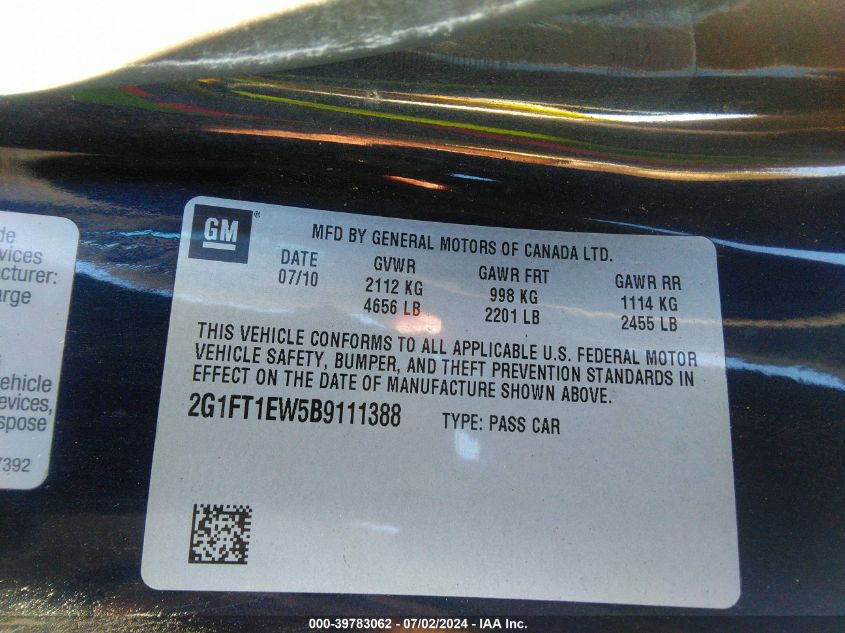 de
vices
acturer:
arge
ehicle
evices,
spose
7392
GM®
MFD BY GENERAL MOTORS OF CANADA LTD.
DATE GVWR GAWR FRT GAWR RR
07/10 2112 KG 998 KG 1114 KG
4656 LB 2201 LB 2455 LB
THIS VEHICLE CONFORMS TO ALL APPLICABLE U.S. FEDERAL MOTOR
VEHICLE SAFETY, BUMPER, AND THEFT PREVENTION STANDARDS IN
EFFECT ON THE DATE OF MANUFACTURE SHOWN ABOVE.
2G1FT1EW5B9111388 TYPE: PASS CAR
000-39783062 - 07/02/2024 - IAA Inc.